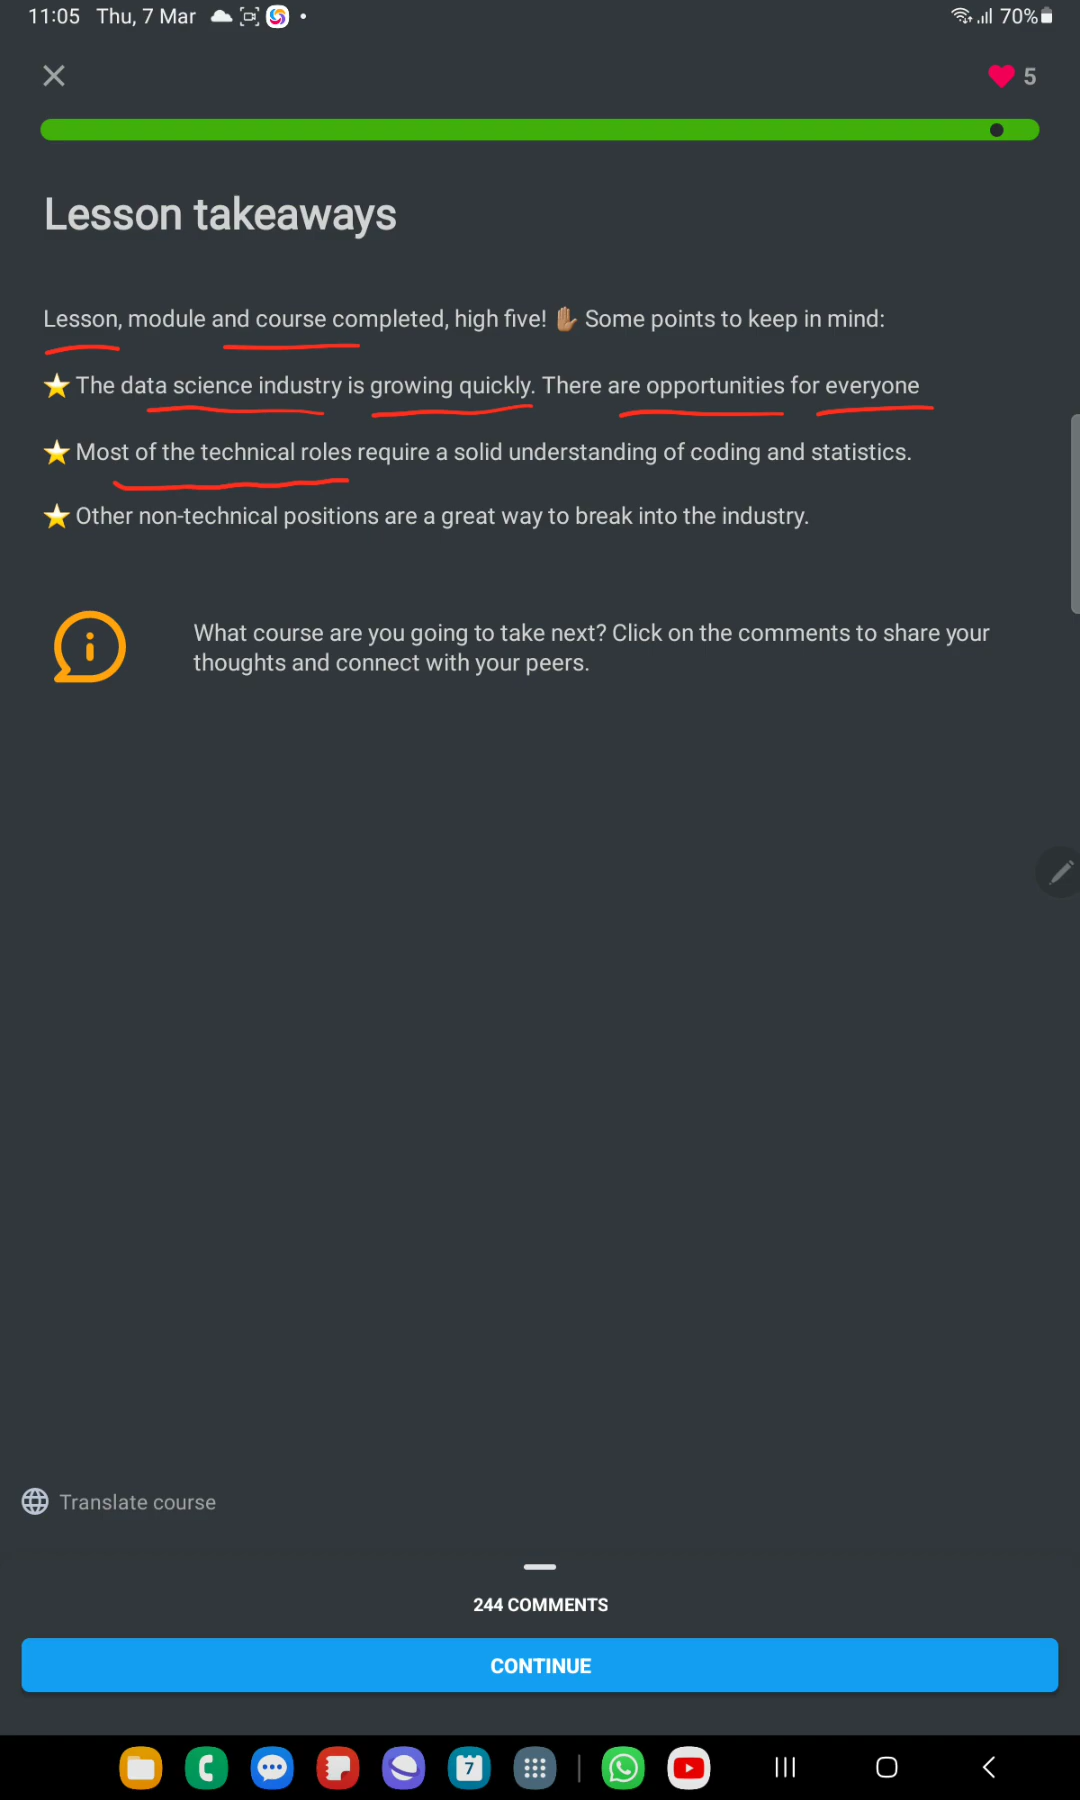 11:05 Thu, 7 Mar
70%
5
Lesson takeaways
Lesson, module and course completed, high five! ✋🏽 Some points to keep in mind:
⭐ The data science industry is growing quickly. There are opportunities for everyone
⭐ Most of the technical roles require a solid understanding of coding and statistics.
⭐ Other non-technical positions are a great way to break into the industry.
What course are you going to take next? Click on the comments to share your
thoughts and connect with your peers.
Translate course
244 COMMENTS
CONTINUE
7